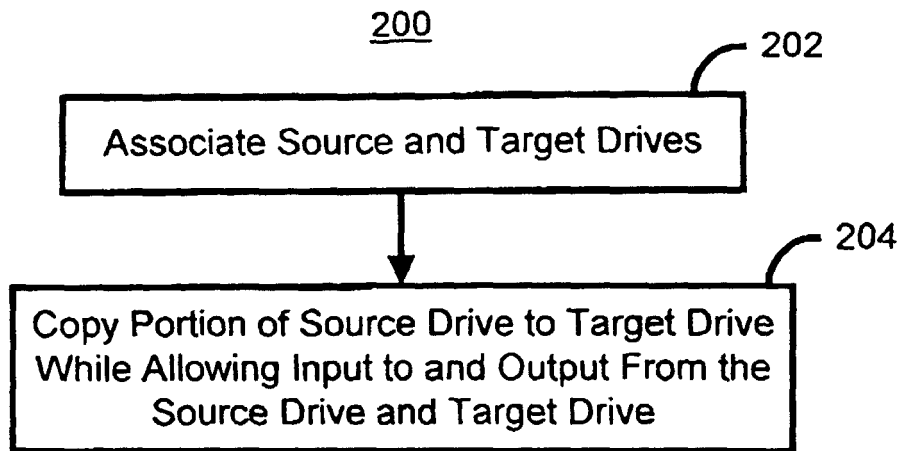 200
202
Associate Source and Target Drives
204
Copy Portion of Source Drive to Target Drive
While Allowing Input to and Output From the
Source Drive and Target Drive